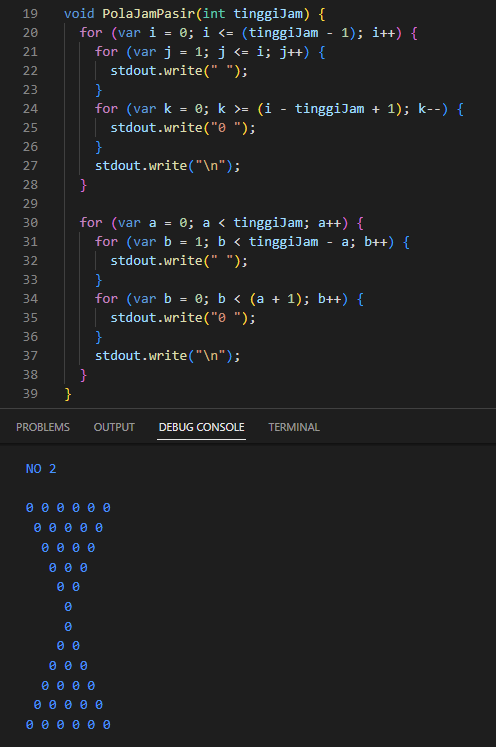 19 void PolaJamPasir(int tinggiJam) {
20   for (var i = 0; i <= (tinggiJam - 1); i++) {
21     for (var j = 1; j <= i; j++) {
22       stdout.write(" ");
23     }
24     for (var k = 0; k >= (i - tinggiJam + 1); k--) {
25       stdout.write("0 ");
26     }
27     stdout.write("\n");
28   }
29
30   for (var a = 0; a < tinggiJam; a++) {
31     for (var b = 1; b < tinggiJam - a; b++) {
32       stdout.write(" ");
33     }
34     for (var b = 0; b < (a + 1); b++) {
35       stdout.write("0 ");
36     }
37     stdout.write("\n");
38   }
39 }
PROBLEMS OUTPUT DEBUG CONSOLE TERMINAL
NO 2
0 0 0 0 0 0
 0 0 0 0 0
  0 0 0 0
   0 0 0
    0 0
     0
     0
    0 0
   0 0 0
  0 0 0 0
 0 0 0 0 0
0 0 0 0 0 0